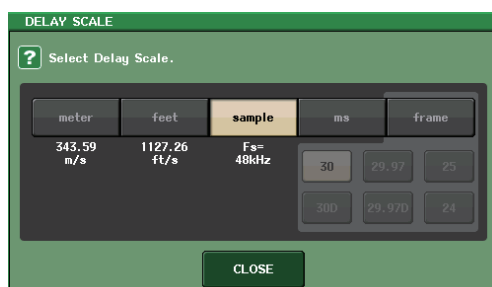 DELAY SCALE
? Select Delay Scale.
meter feet sample ms frame
343.59 m/s
1127.26 ft/s
Fs= 48kHz
30 29.97 25
30D 29.97D 24
CLOSE